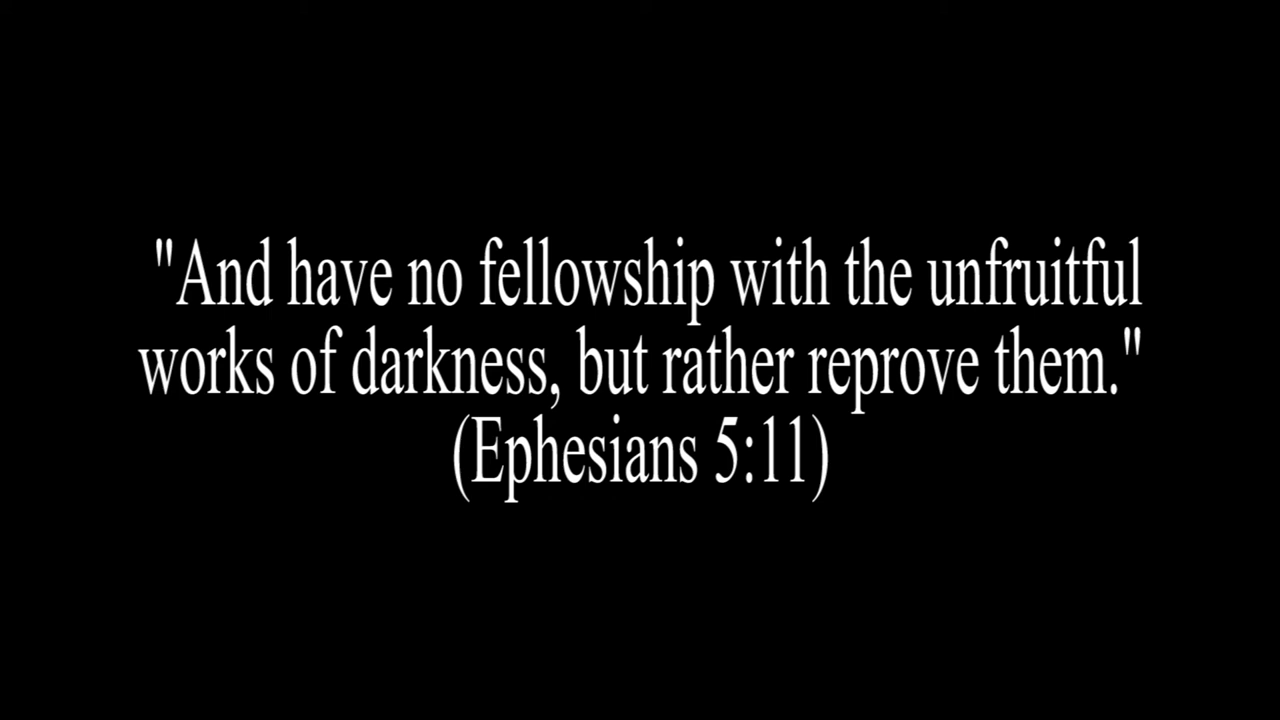 "And have no fellowship with the unfruitful
works of darkness, but rather reprove them."
(Ephesians 5:11)